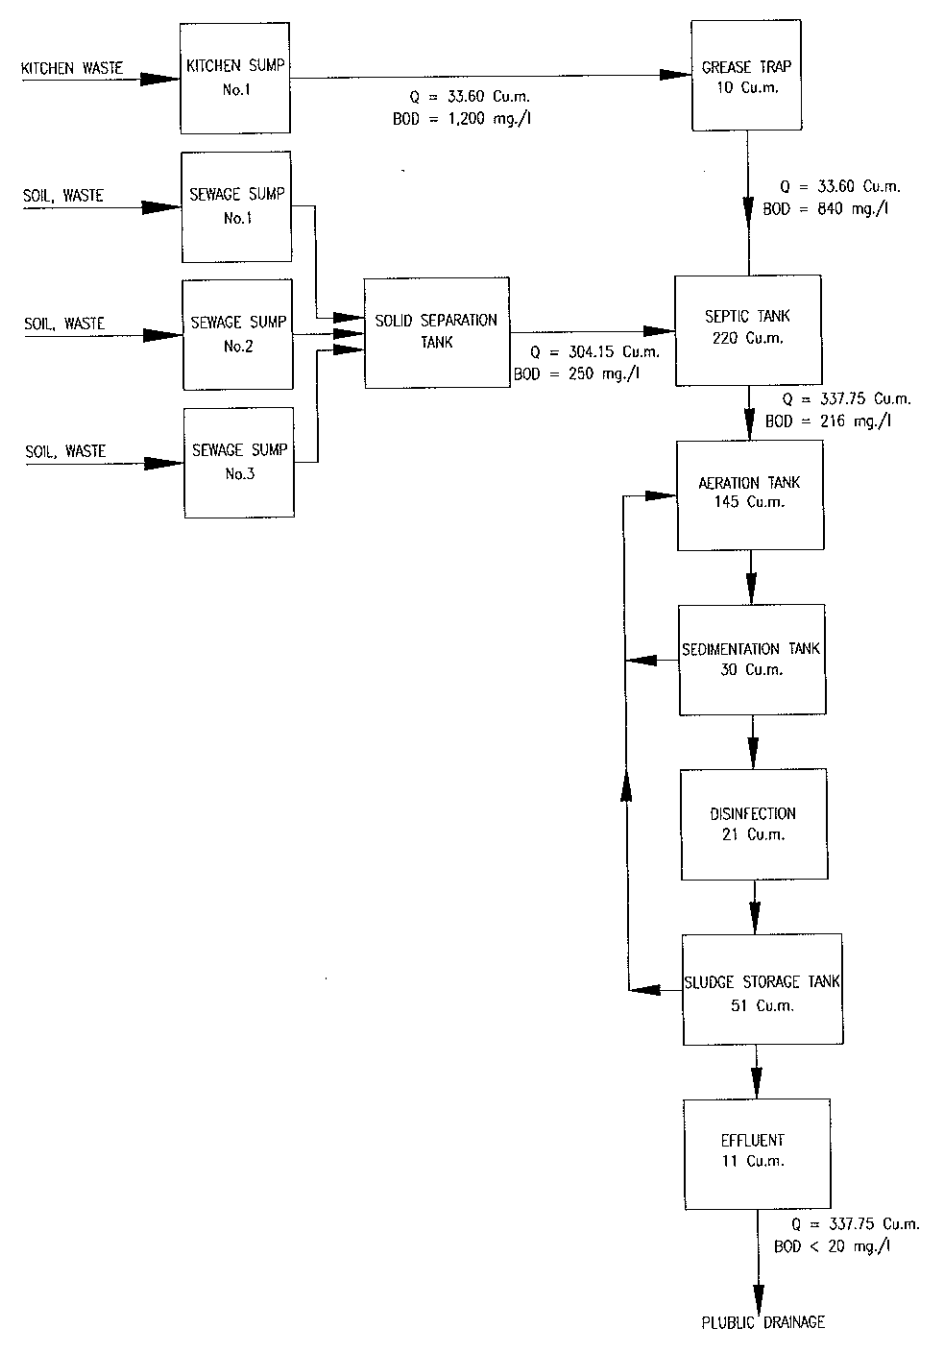 KITCHEN WASTE
KITCHEN SUMP
No.1
Q = 33.60 Cu.m.
BOD = 1,200 mg./l
GREASE TRAP
10 Cu.m.
Q = 33.60 Cu.m.
BOD = 840 mg./l
SOIL, WASTE
SEWAGE SUMP
No.1
SOIL, WASTE
SEWAGE SUMP
No.2
SOLID SEPARATION
TANK
Q = 304.15 Cu.m.
BOD = 250 mg./l
SEPTIC TANK
220 Cu.m.
Q = 337.75 Cu.m.
BOD = 216 mg./l
SOIL, WASTE
SEWAGE SUMP
No.3
AERATION TANK
145 Cu.m.
SEDIMENTATION TANK
30 Cu.m.
DISINFECTION
21 Cu.m.
SLUDGE STORAGE TANK
51 Cu.m.
EFFLUENT
11 Cu.m.
Q = 337.75 Cu.m.
BOD < 20 mg./l
PLUBLIC DRAINAGE